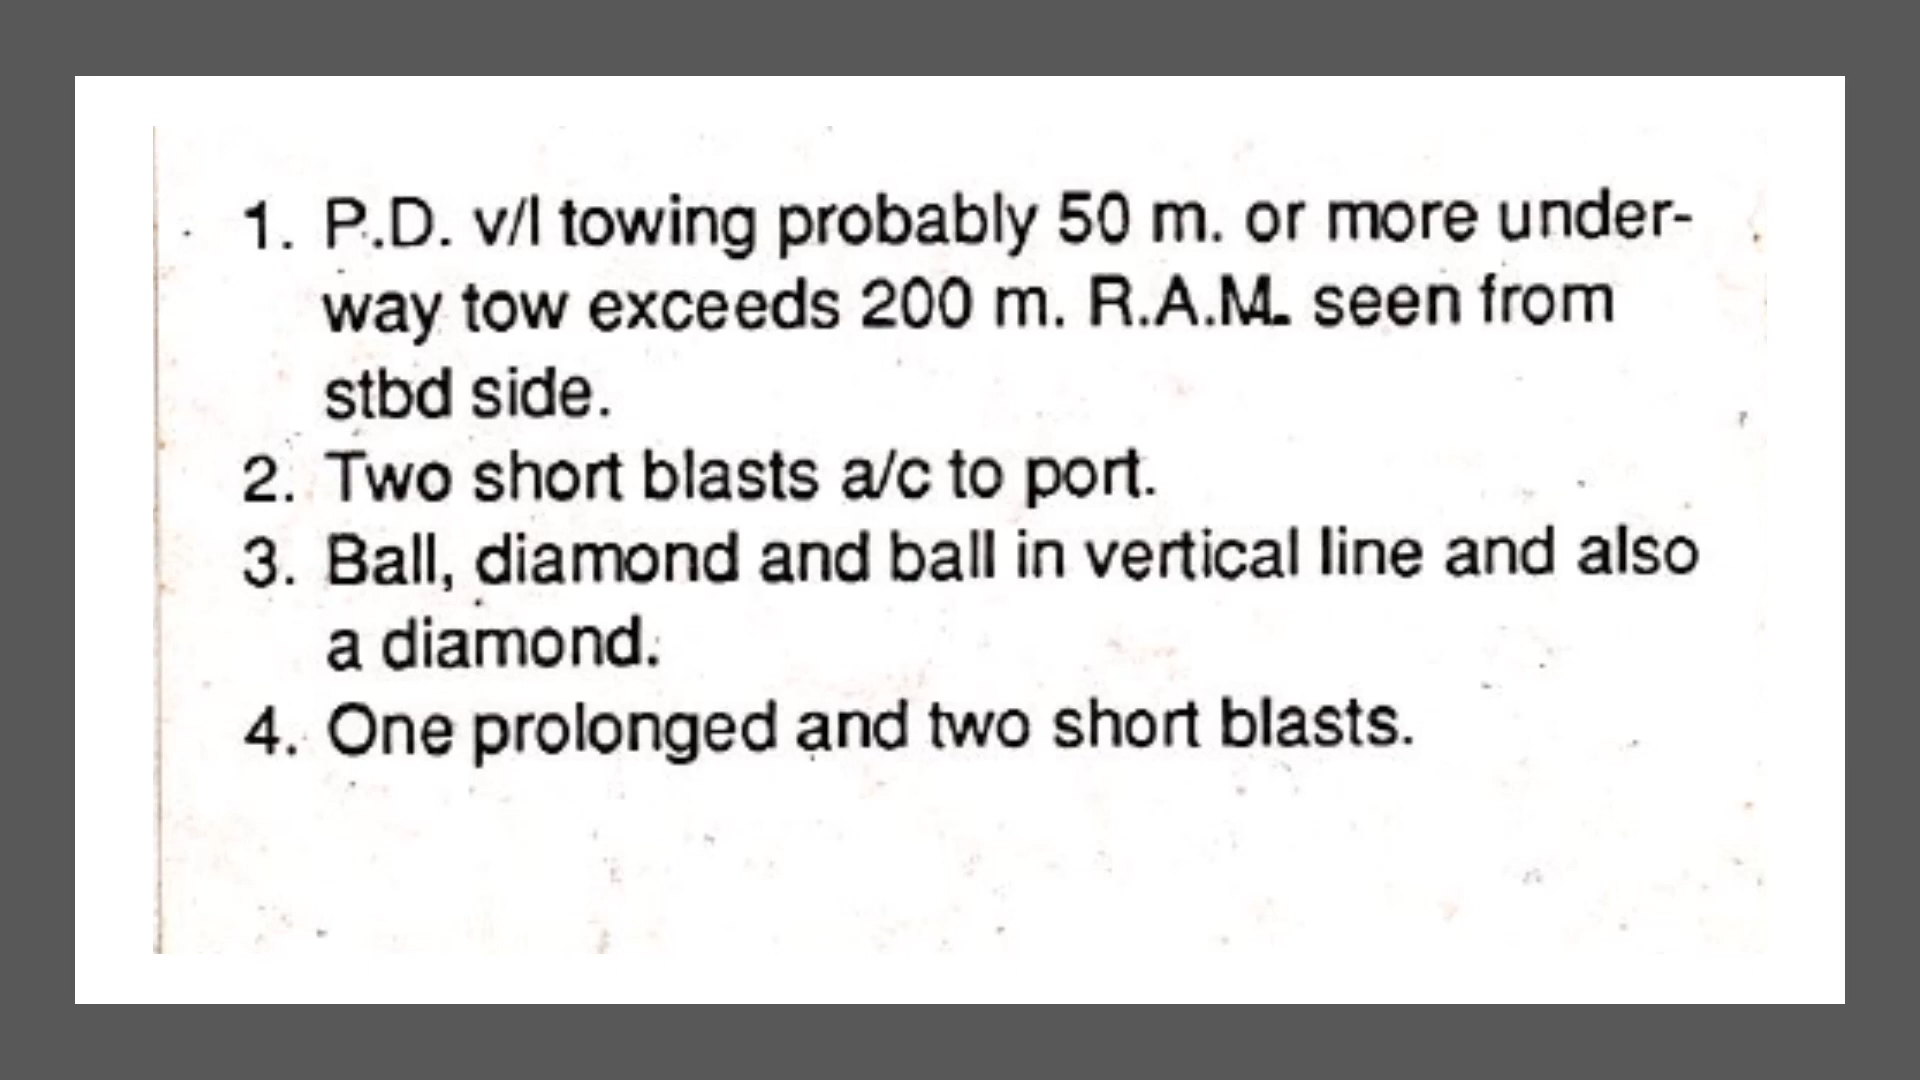 1. P.D. v/l towing probably 50 m. or more under-
way tow exceeds 200 m. R.A.M. seen from
stbd side.
2. Two short blasts a/c to port.
3. Ball, diamond and ball in vertical line and also
a diamond.
4. One prolonged and two short blasts.